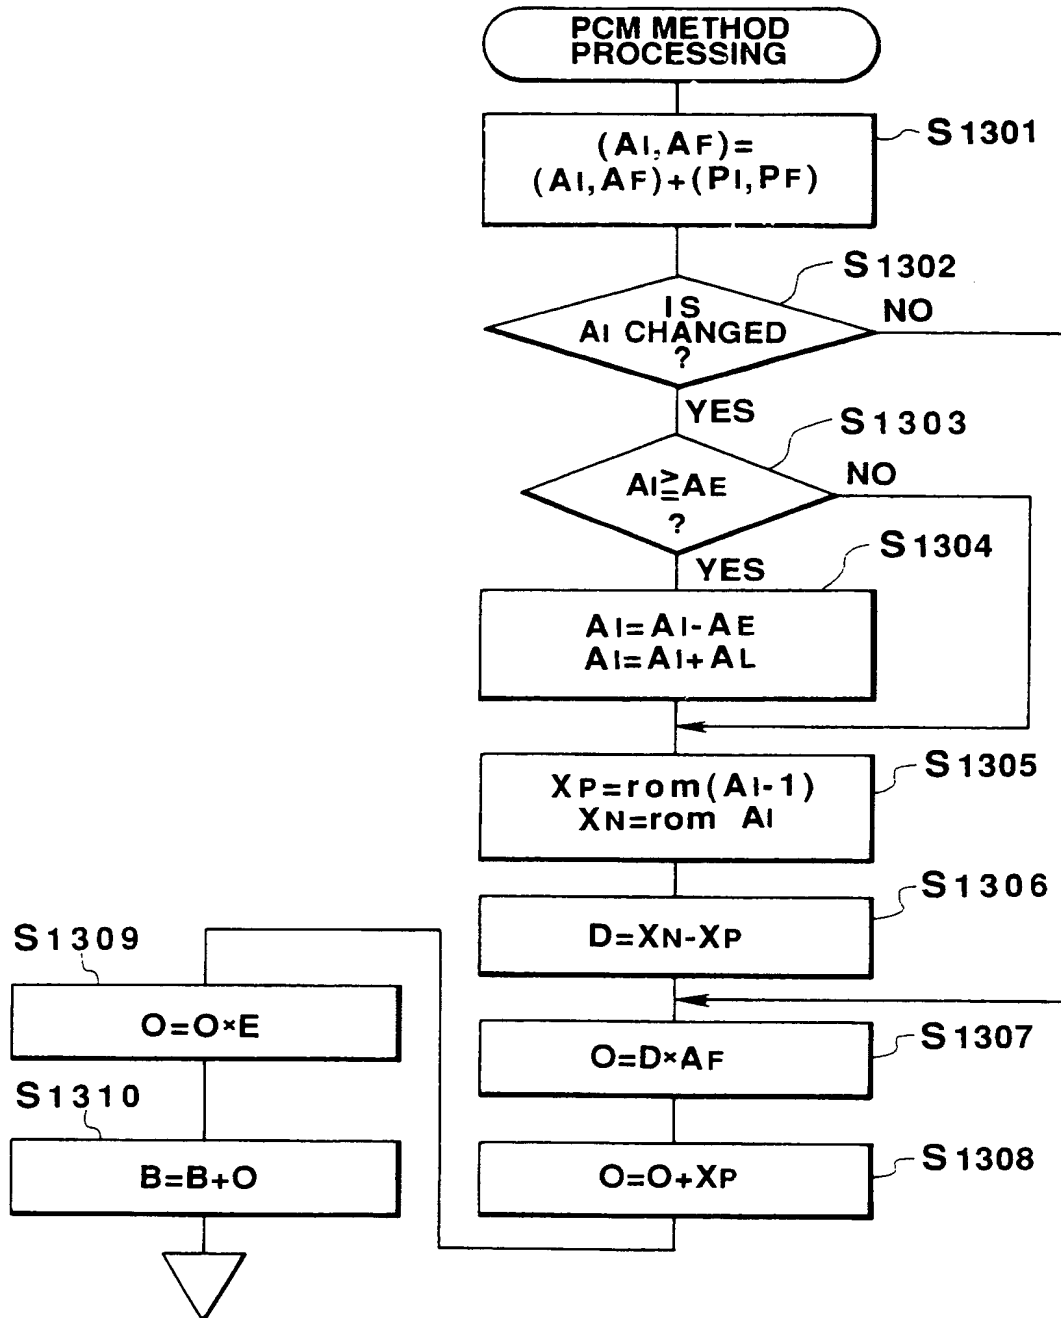 PCM METHOD
PROCESSING
S1301
(AI,AF)=
(AI,AF)+(PI,PF)
S1302
IS
AI CHANGED
?
NO
YES
S1303
AI≧AE
?
NO
YES
S1304
AI=AI-AE
AI=AI+AL
S1305
XP=rom(AI-1)
XN=rom AI
S1306
D=XN-XP
S1307
O=D×AF
S1308
O=O+XP
S1309
O=O×E
S1310
B=B+O